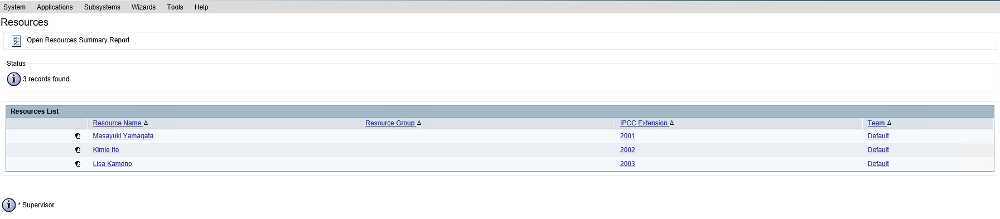 System Applications Subsystems Wizards Tools Help
Resources
Open Resources Summary Report
Status
3 records found
Resources List
Resource Name Resource Group IPCC Extension Team
Masayuki Yamagata 2001 Default
Kimie Ito 2002 Default
Lisa Kamono 2003 Default
* Supervisor